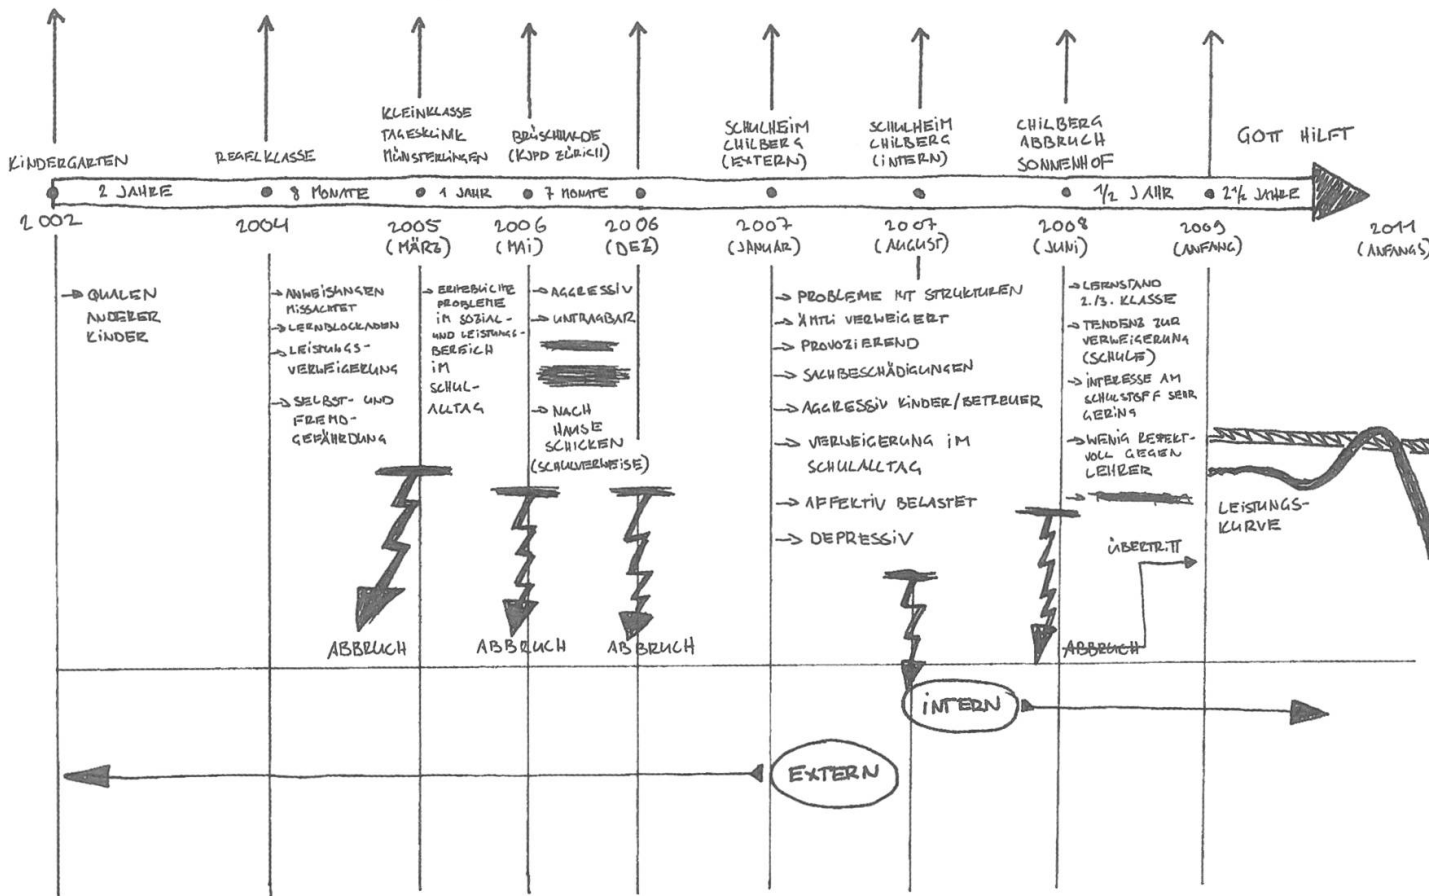 KINDERGARTEN
REGELKLASSE
KLEINKLASSE
TAGESKLINIK
MÜNSTERLINGEN
BRÜSCHHALDE
(KJPD ZÜRICH)
SCHULHEIM
CHILBERG
(EXTERN)
SCHULHEIM
CHILBERG
(INTERN)
CHILBERG
ABBRUCH
SONNENHOF
GOTT HILFT
2 JAHRE
8 MONATE
1 JAHR
7 MONATE
1/2 JAHR
2 1/2 JAHRE
2002
2004
2005
(MÄRZ)
2006
(MAI)
2006
(DEZ)
2007
(JANUAR)
2007
(AUGUST)
2008
(JUNI)
2009
(ANFANG)
2011
(ANFANGS)
→ QUALEN
ANDERER
KINDER
→ ANWEISUNGEN
MISSACHTET
→ LERNBLOCKADEN
→ LEISTUNGS-
VERWEIGERUNG
→ SELBST- UND
FREMD-
GEFÄHRDUNG
→ ERHEBLICHE
PROBLEME
IM SOZIAL-
UND LEISTUNGS-
BEREICH
IM
SCHUL-
ALLTAG
→ AGGRESSIV
→ UNTRAGBAR
→ NACH
HAUSE
SCHICKEN
(SCHULVERWEISE)
→ PROBLEME MIT STRUKTUREN
→ ÄMTLI VERWEIGERT
→ PROVOZIEREND
→ SACHBESCHÄDIGUNGEN
→ AGGRESSIV KINDER/BETREUER
→ VERWEIGERUNG IM
SCHULALLTAG
→ AFFEKTIV BELASTET
→ DEPRESSIV
→ LERNSTAND
2./3. KLASSE
→ TENDENZ ZUR
VERWEIGERUNG
(SCHULE)
→ INTERESSE AM
SCHULSTOFF SEHR
GERING
→ WENIG RESPEKT-
VOLL GEGEN
LEHRER
LEISTUNGS-
KURVE
ÜBERTRITT
ABBRUCH
ABBRUCH
ABBRUCH
ABBRUCH
INTERN
EXTERN